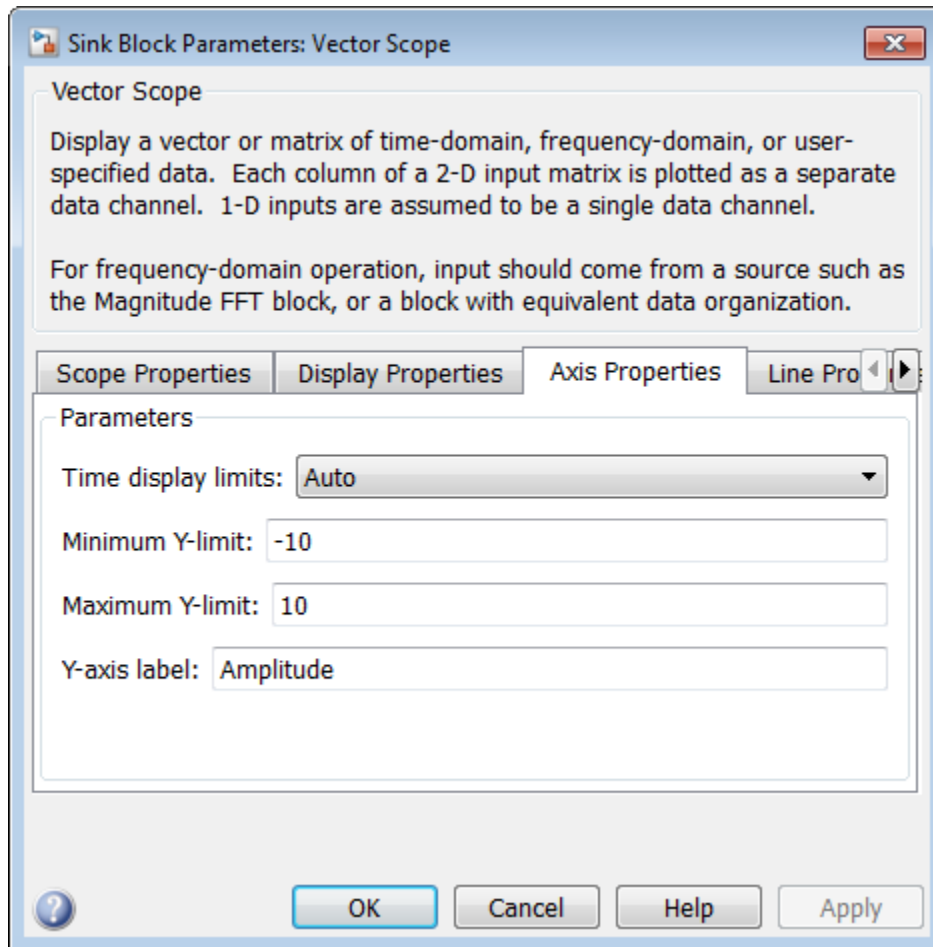 Sink Block Parameters: Vector Scope
Vector Scope
Display a vector or matrix of time-domain, frequency-domain, or user-
specified data.  Each column of a 2-D input matrix is plotted as a separate
data channel.  1-D inputs are assumed to be a single data channel.
For frequency-domain operation, input should come from a source such as
the Magnitude FFT block, or a block with equivalent data organization.
Scope Properties Display Properties Axis Properties Line
Parameters
Time display limits: Auto
Minimum Y-limit: -10
Maximum Y-limit: 10
Y-axis label: Amplitude
? OK Cancel Help Apply